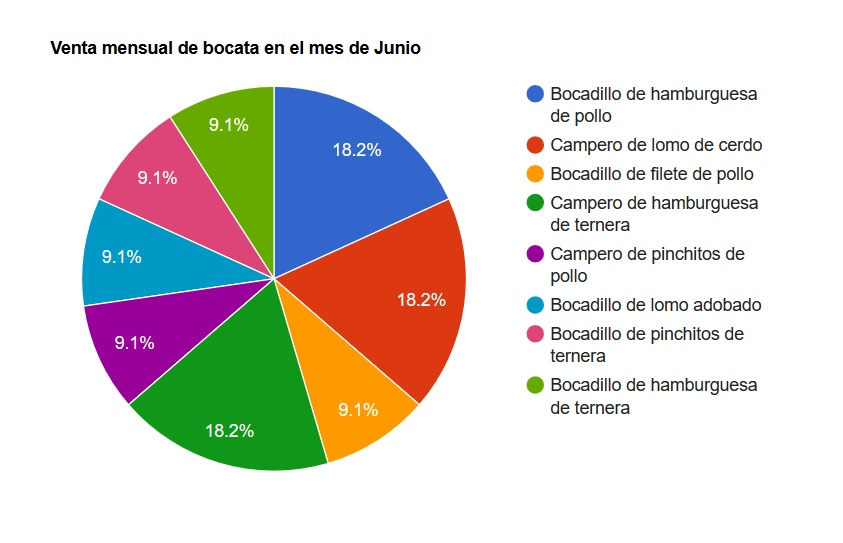 Venta mensual de bocata en el mes de Junio
9.1%
18.2%
9.1%
9.1%
18.2%
9.1%
9.1%
18.2%
Bocadillo de hamburguesa
de pollo
Campero de lomo de cerdo
Bocadillo de filete de pollo
Campero de hamburguesa
de ternera
Campero de pinchitos de
pollo
Bocadillo de lomo adobado
Bocadillo de pinchitos de
ternera
Bocadillo de hamburguesa
de ternera